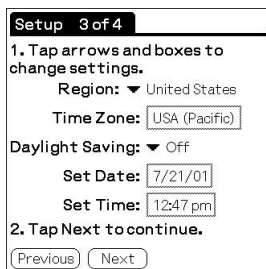 Setup 3 of 4
1. Tap arrows and boxes to
change settings.
Region: United States
Time Zone: USA (Pacific)
Daylight Saving: Off
Set Date: 7/21/01
Set Time: 12:47 pm
2. Tap Next to continue.
Previous Next